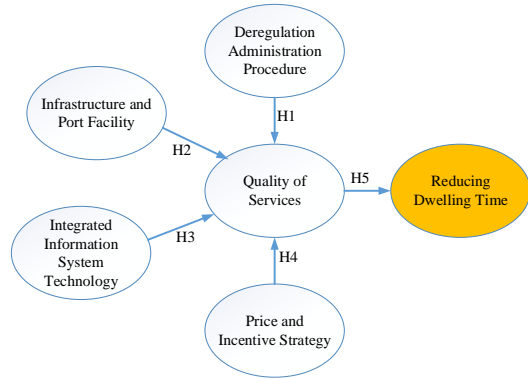 Deregulation
Administration
Procedure
Infrastructure and
Port Facility
H1
H2
Quality of
Services
H5
Reducing
Dwelling Time
Integrated
Information
System
Technology
H3
H4
Price and
Incentive Strategy